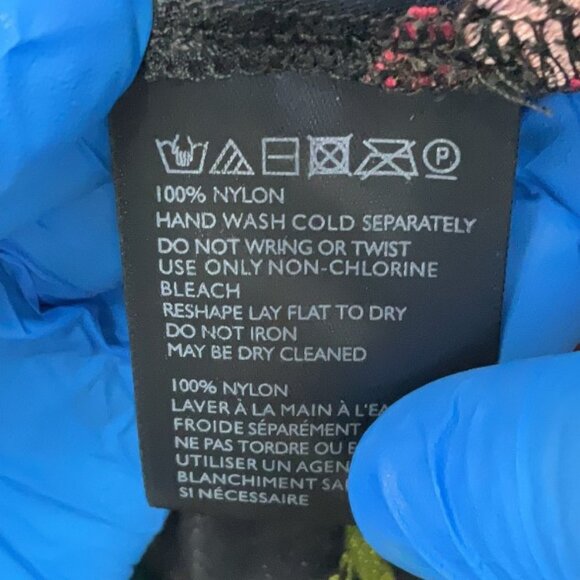 P
100% NYLON
HAND WASH COLD SEPARATELY
DO NOT WRING OR TWIST
USE ONLY NON-CHLORINE
BLEACH
RESHAPE LAY FLAT TO DRY
DO NOT IRON
MAY BE DRY CLEANED
100% NYLON
LAVER À LA MAIN À L'EA
FROIDE SÉPARÉMENT
NE PAS TORDRE OU
UTILISER UN AGEN
BLANCHIMENT SA
SI NÉCESSAIRE